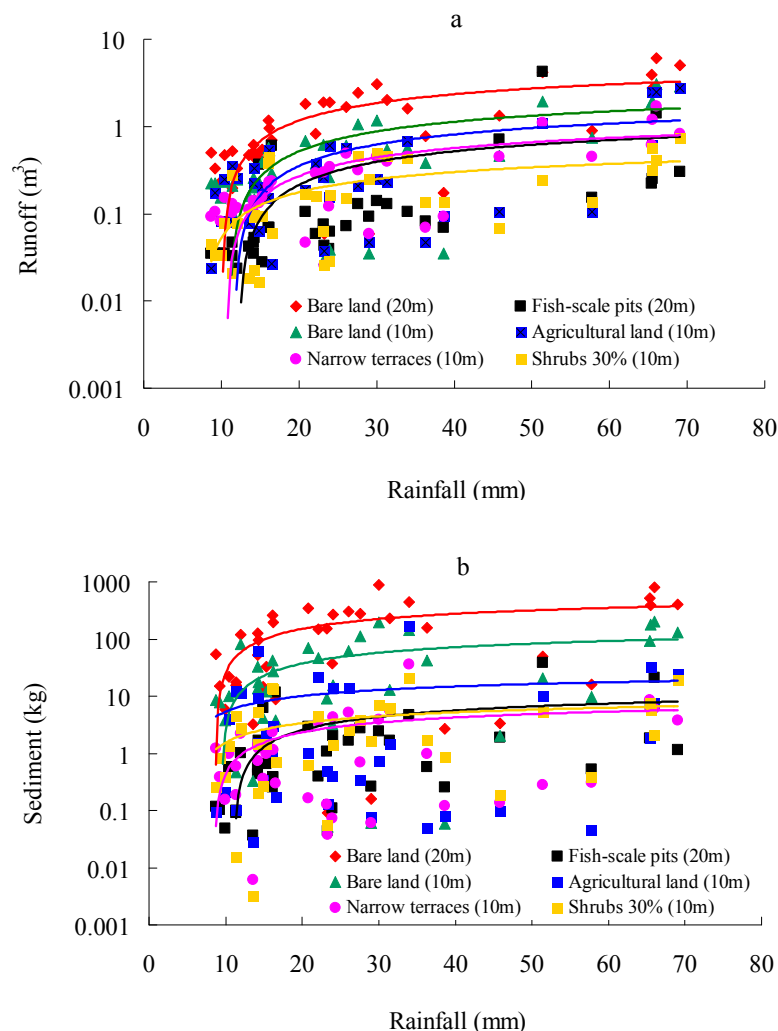 a
10
1
0.1
0.01
0.001
Runoff (m³)
Bare land (20m)
Fish-scale pits (20m)
Bare land (10m)
Agricultural land (10m)
Narrow terraces (10m)
Shrubs 30% (10m)
0 10 20 30 40 50 60 70 80
Rainfall (mm)
b
1000
100
10
1
0.1
0.01
0.001
Sediment (kg)
Bare land (20m)
Fish-scale pits (20m)
Bare land (10m)
Agricultural land (10m)
Narrow terraces (10m)
Shrubs 30% (10m)
0 10 20 30 40 50 60 70 80
Rainfall (mm)